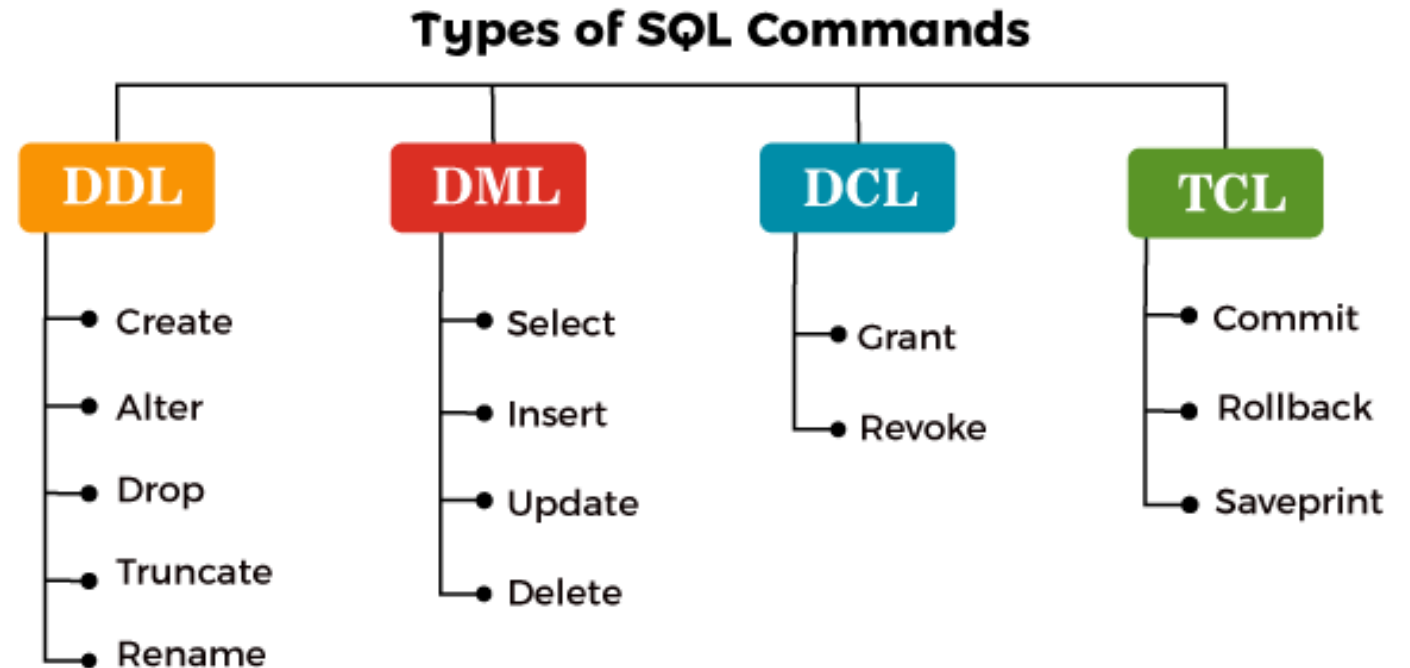 Types of SQL Commands
DDL
Create
Alter
Drop
Truncate
Rename
DML
Select
Insert
Update
Delete
DCL
Grant
Revoke
TCL
Commit
Rollback
Saveprint